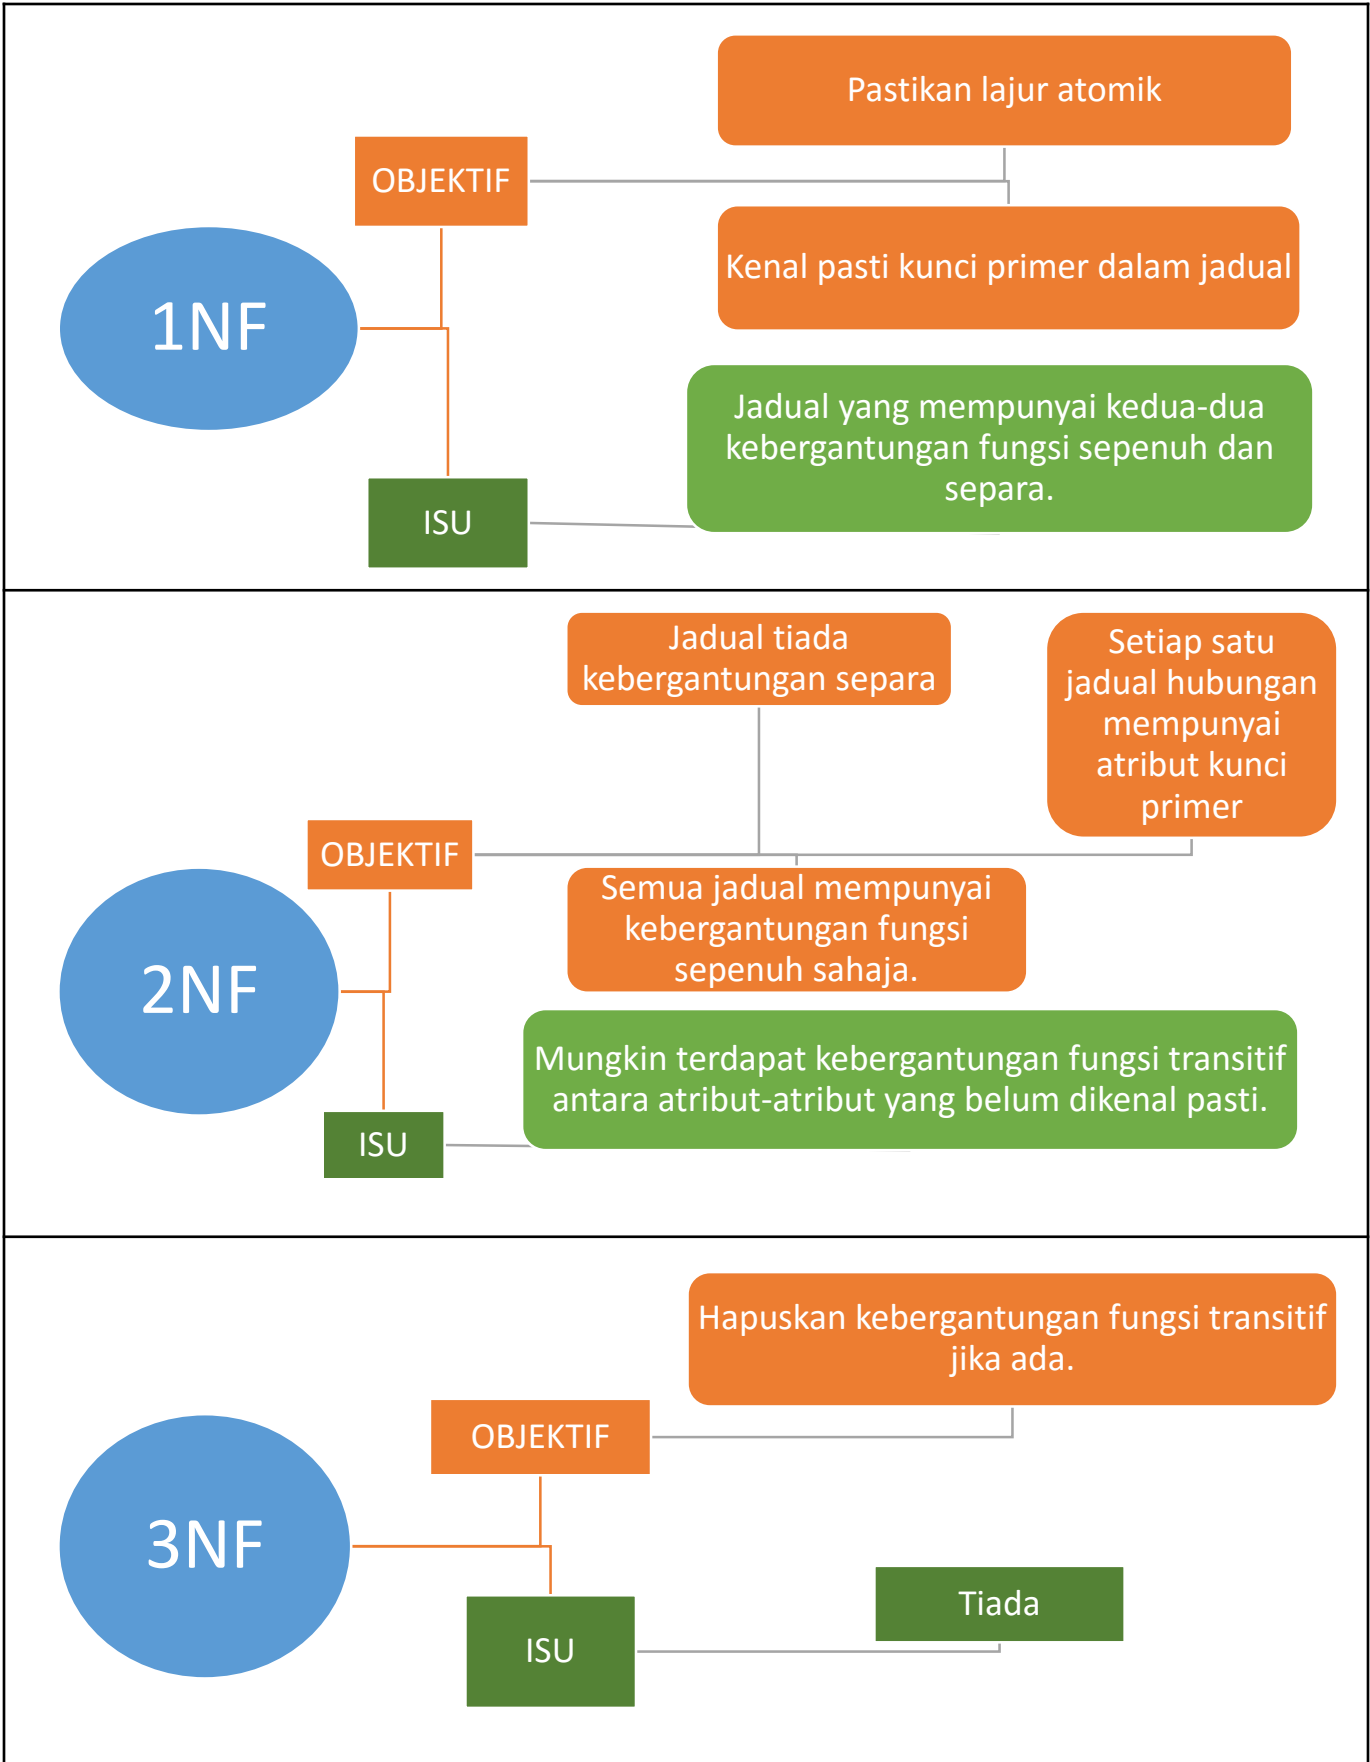 Pastikan lajur atomik
OBJEKTIF
Kenal pasti kunci primer dalam jadual
1NF
Jadual yang mempunyai kedua-dua
kebergantungan fungsi sepenuh dan
separa.
ISU
Jadual tiada
kebergantungan separa
Setiap satu
jadual hubungan
mempunyai
atribut kunci
primer
OBJEKTIF
Semua jadual mempunyai
kebergantungan fungsi
sepenuh sahaja.
2NF
Mungkin terdapat kebergantungan fungsi transitif
antara atribut-atribut yang belum dikenal pasti.
ISU
Hapuskan kebergantungan fungsi transitif
jika ada.
OBJEKTIF
3NF
Tiada
ISU